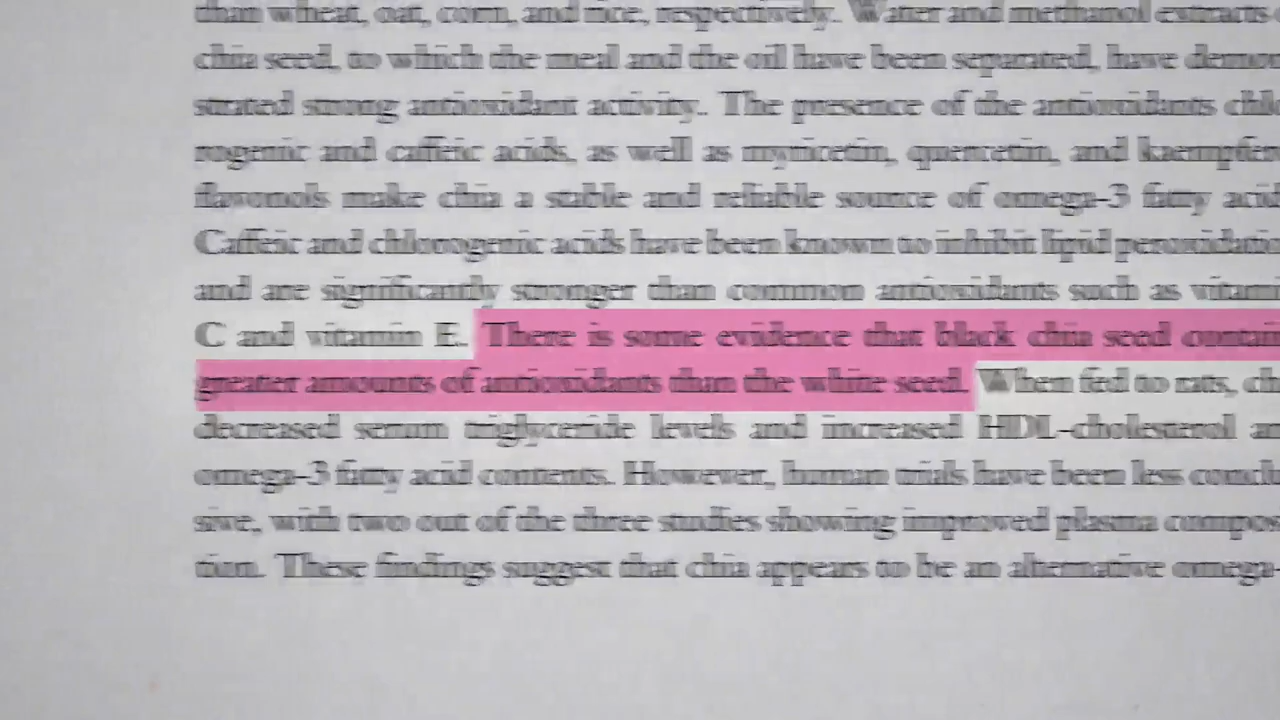 than wheat, oat, corn, and rice, respectively. Water and methanol extracts
chia seed, to which the meal and the oil have been separated, have demon
strated strong antioxidant activity. The presence of the antioxidants chlo
rogenic and caffeic acids, as well as myricetin, quercetin, and kaempfero
flavonols make chia a stable and reliable source of omega-3 fatty acid
Caffeic and chlorogenic acids have been known to inhibit lipid peroxidatio
and are significantly stronger than common antioxidants such as vitami
C and vitamin E. There is some evidence that black chia seed contain
greater amounts of antioxidants than the white seed. When fed to rats, ch
decreased serum triglyceride levels and increased HDL-cholesterol an
omega-3 fatty acid contents. However, human trials have been less conclu
sive, with two out of the three studies showing improved plasma compos
tion. These findings suggest that chia appears to be an alternative omega-